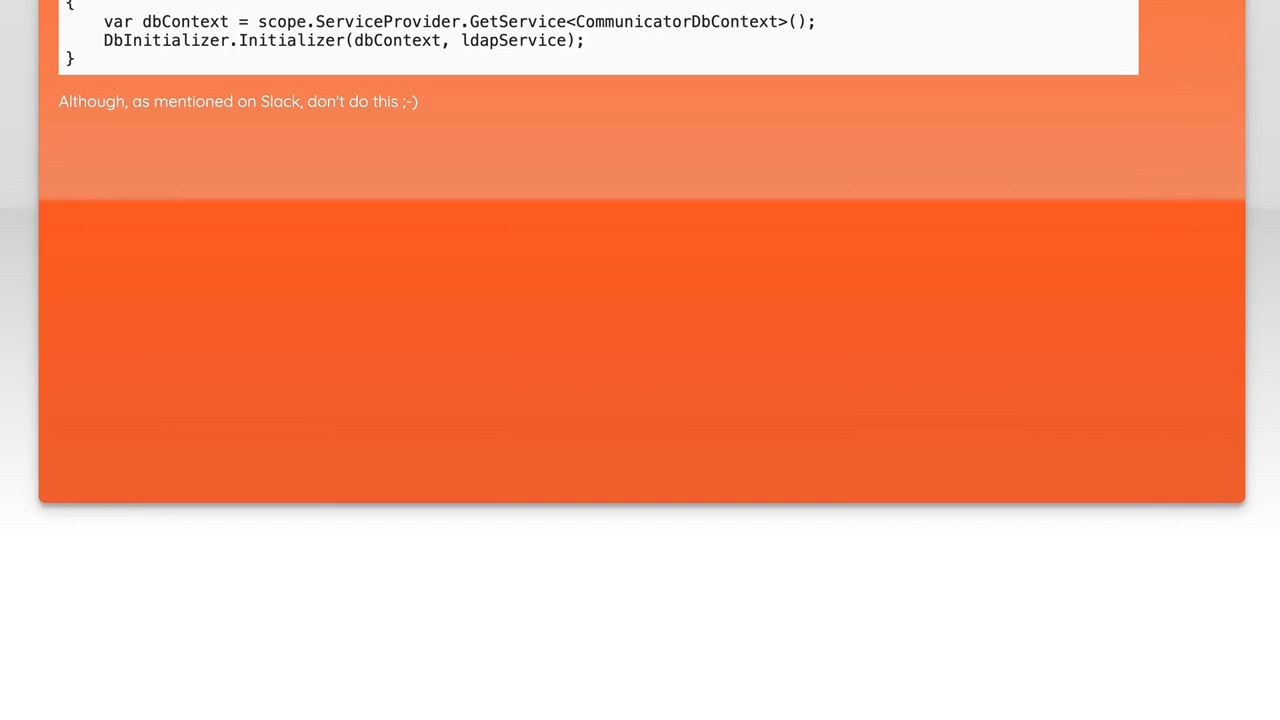 {
    var dbContext = scope.ServiceProvider.GetService<CommunicatorDbContext>();
    DbInitializer.Initializer(dbContext, ldapService);
}
Although, as mentioned on Slack, don't do this ;-)